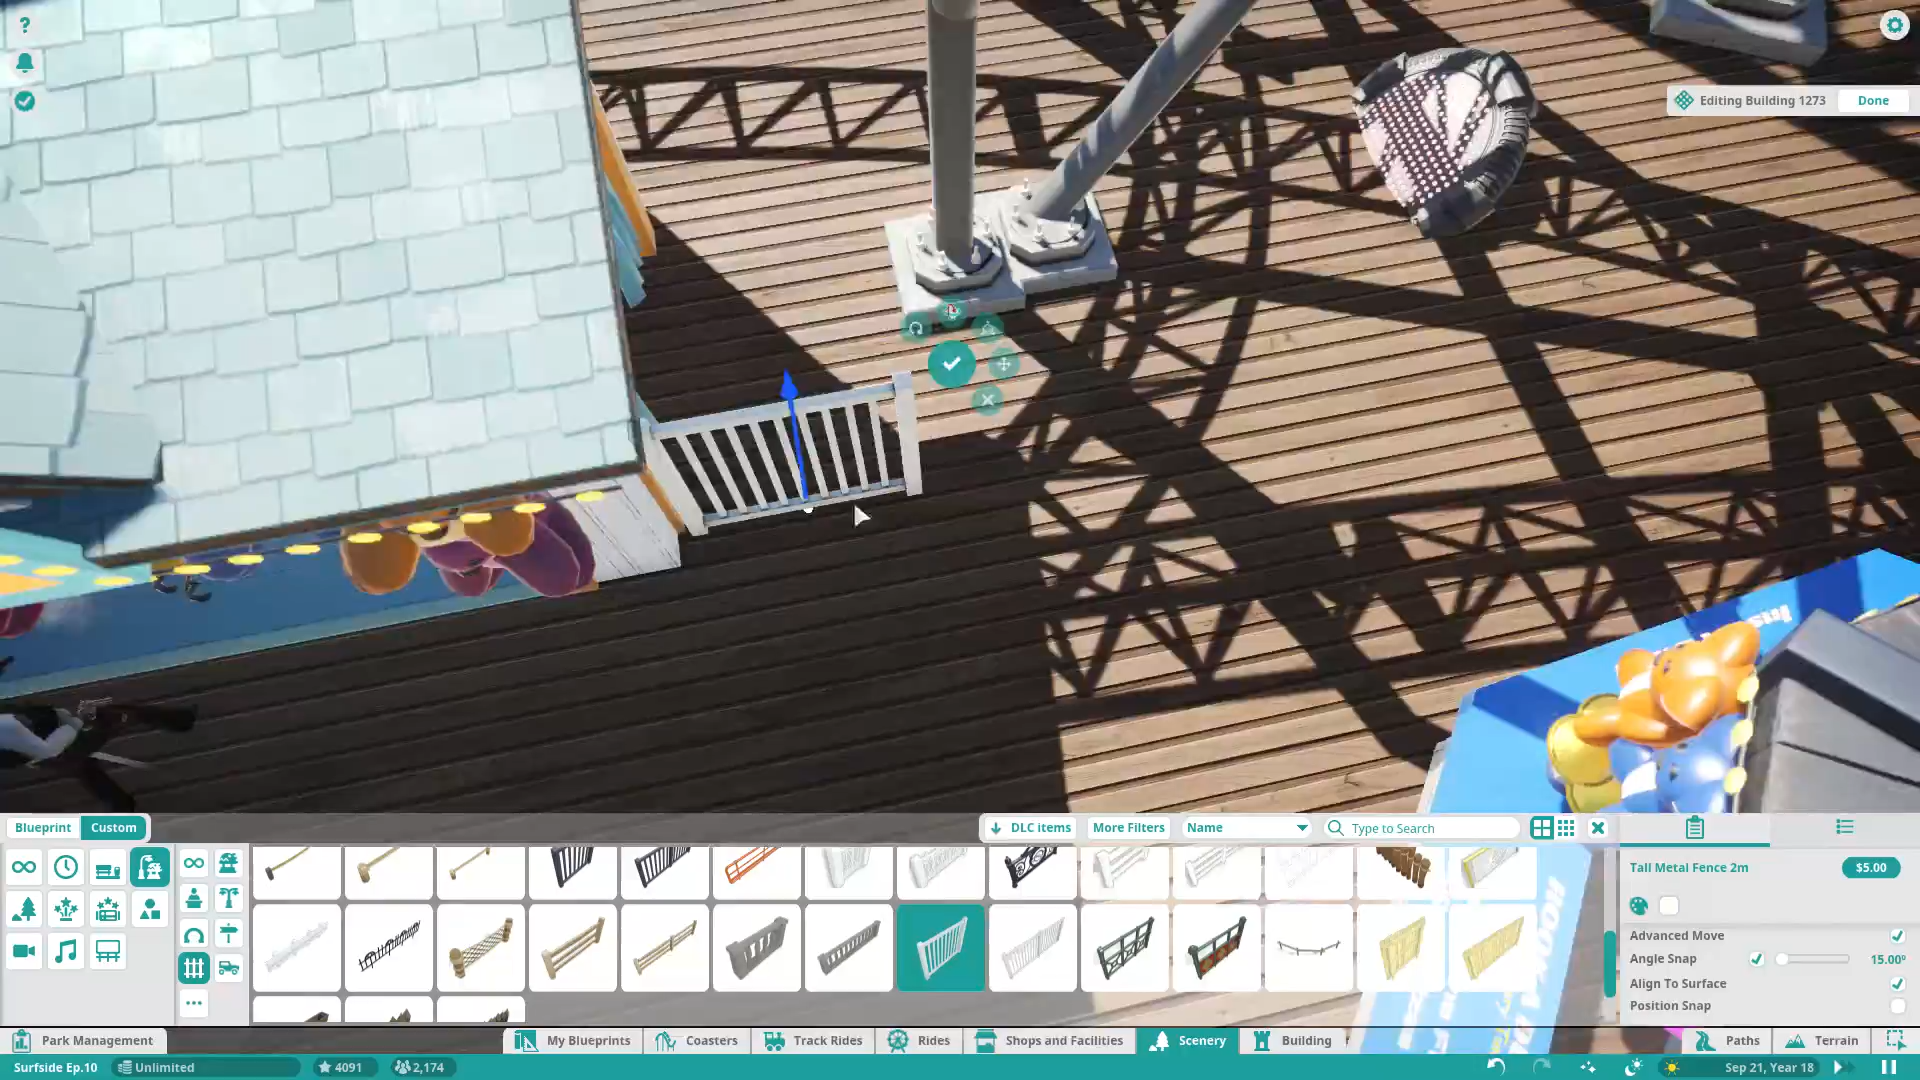 ?
Editing Building 1273
Done
Blueprint
Custom
DLC items
More Filters
Name
Type to Search
Tall Metal Fence 2m
$5.00
Advanced Move
Angle Snap
15.00º
Align To Surface
Position Snap
Park Management
My Blueprints
Coasters
Track Rides
Rides
Shops and Facilities
Scenery
Building
Paths
Terrain
Surfside Ep.10
Unlimited
4091
2,174
Sep 21, Year 18